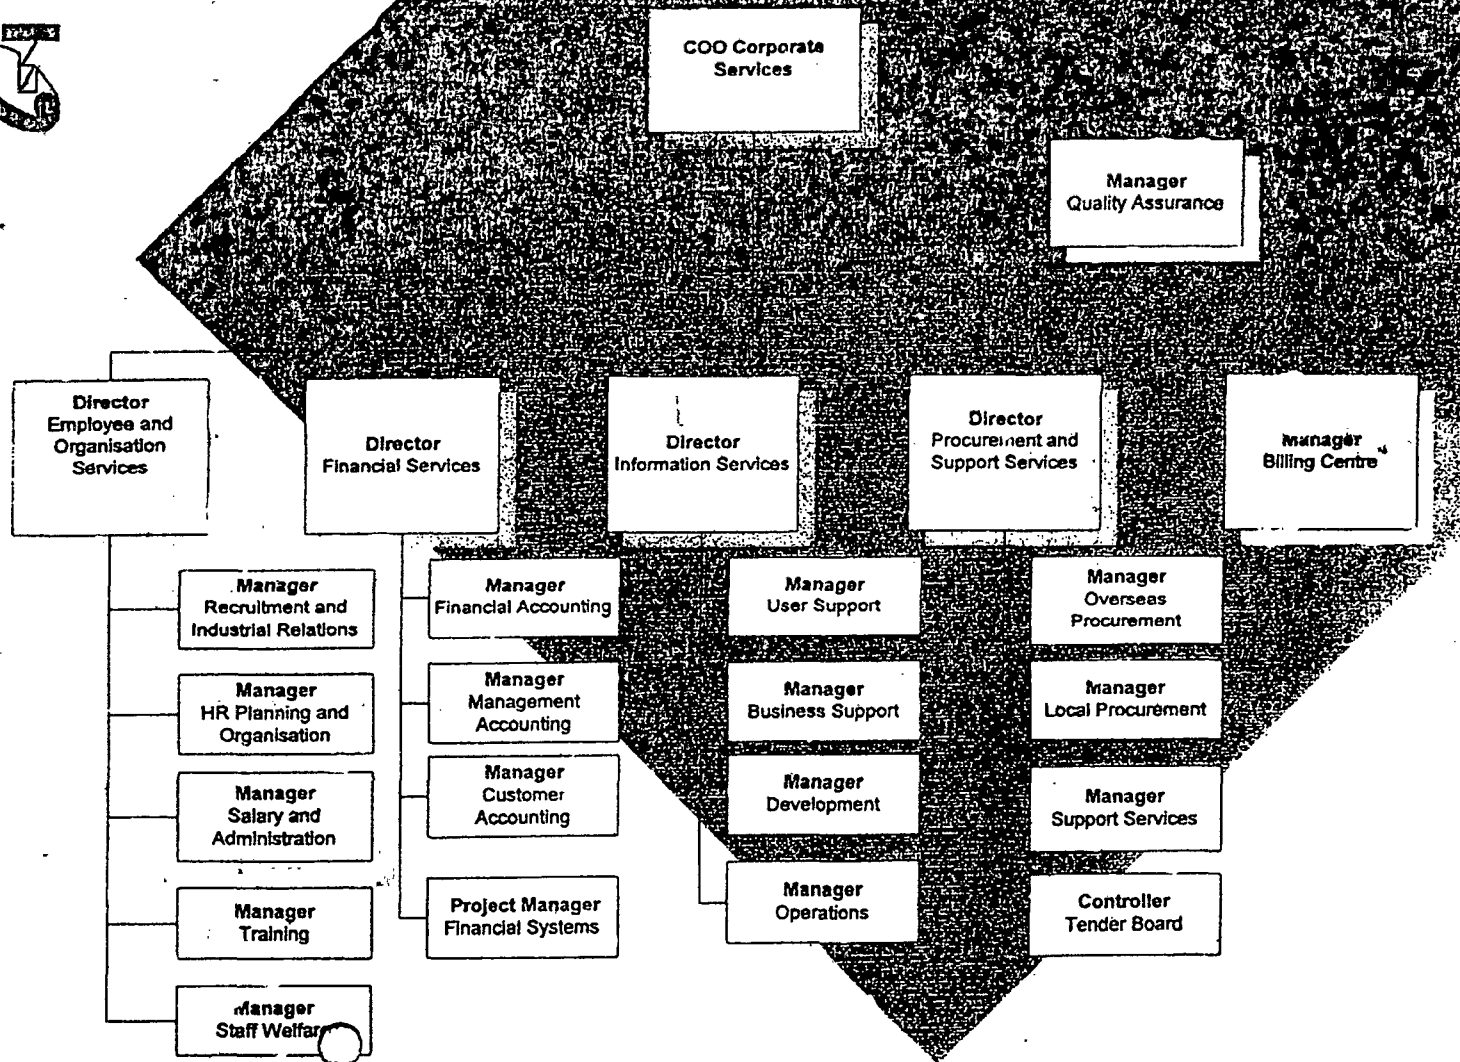 COO Corporate
Services
Manager
Quality Assurance
Director
Employee and
Organisation
Services
Director
Financial Services
Director
Information Services
Director
Procurement and
Support Services
Manager
Billing Centre
Manager
Recruitment and
Industrial Relations
Manager
HR Planning and
Organisation
Manager
Salary and
Administration
Manager
Training
Manager
Staff Welfare
Manager
Financial Accounting
Manager
Management
Accounting
Manager
Customer
Accounting
Project Manager
Financial Systems
Manager
User Support
Manager
Business Support
Manager
Development
Manager
Operations
Manager
Overseas
Procurement
Manager
Local Procurement
Manager
Support Services
Controller
Tender Board